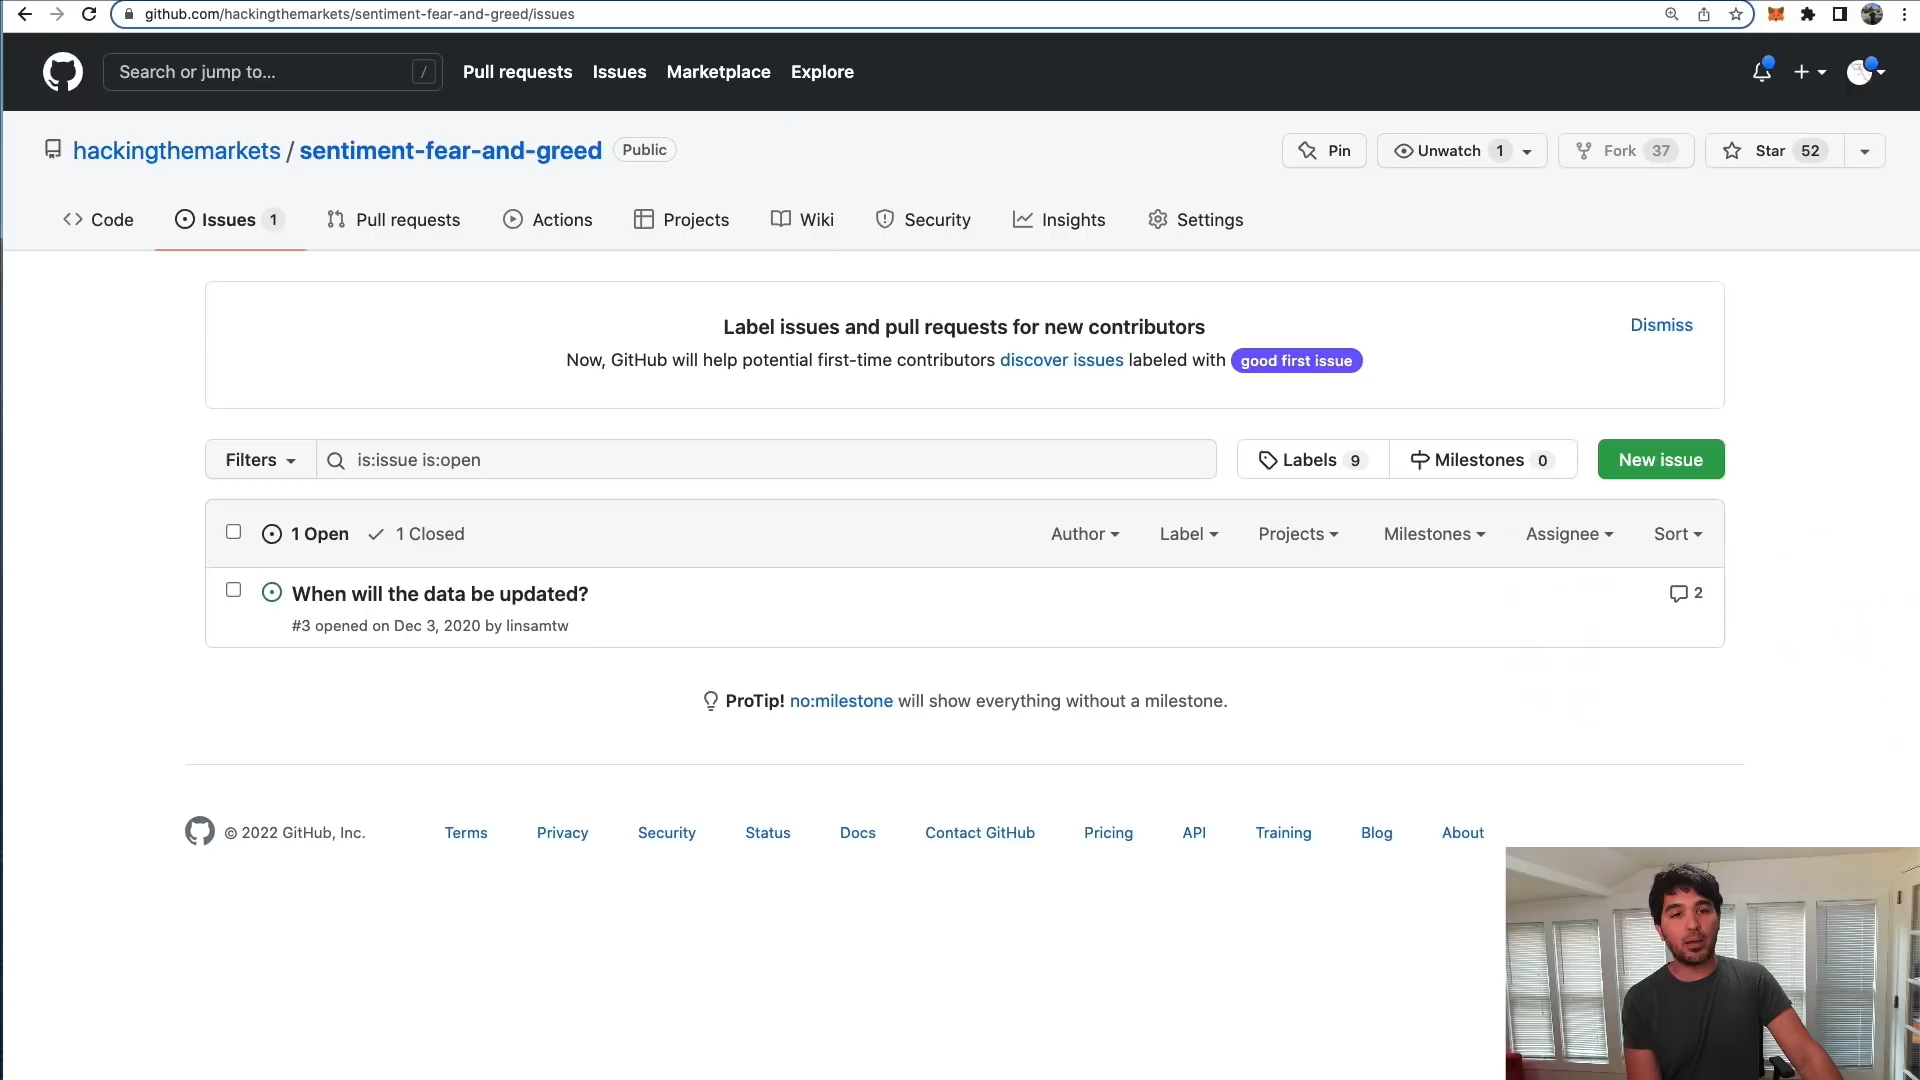 github.com/hackingthemarkets/sentiment-fear-and-greed/issues
Search or jump to... / Pull requests Issues Marketplace Explore
hackingthemarkets / sentiment-fear-and-greed Public Pin Unwatch 1 Fork 37 Star 52
Code Issues 1 Pull requests Actions Projects Wiki Security Insights Settings
Label issues and pull requests for new contributors Dismiss
Now, GitHub will help potential first-time contributors discover issues labeled with good first issue
Filters is:issue is:open Labels 9 Milestones 0 New issue
1 Open 1 Closed Author Label Projects Milestones Assignee Sort
When will the data be updated? 2
#3 opened on Dec 3, 2020 by linsamtw
ProTip! no:milestone will show everything without a milestone.
© 2022 GitHub, Inc. Terms Privacy Security Status Docs Contact GitHub Pricing API Training Blog About